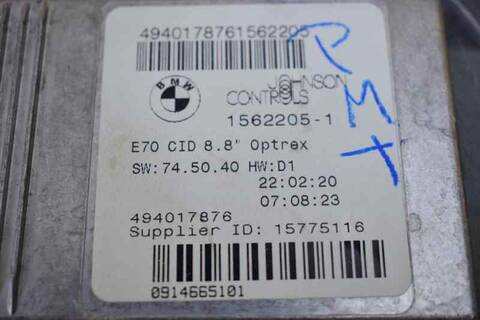 4940178761562205
BMW
JOHNSON
CONTROLS
1562205-1
E70 CID 8.8" Optrex
SW:74.50.40 HW:D1
22:02:20
07:08:23
494017876
Supplier ID: 15775116
0914665101
PMT